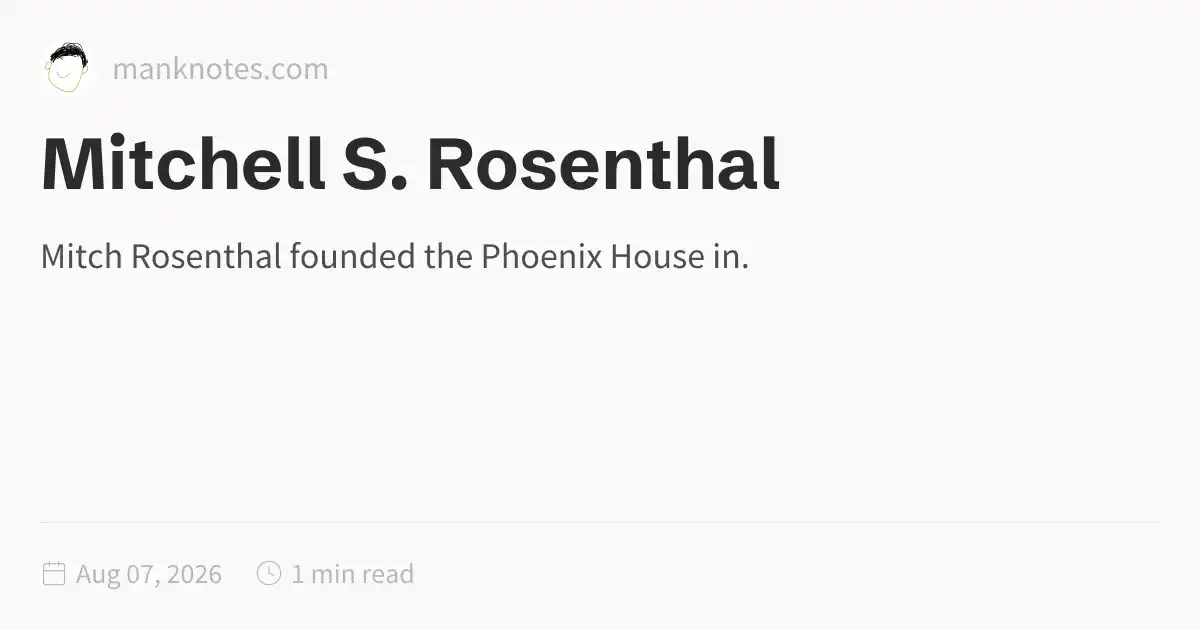 manknotes.com
Mitchell S. Rosenthal
Mitch Rosenthal founded the Phoenix House in.
Aug 07, 2026 1 min read